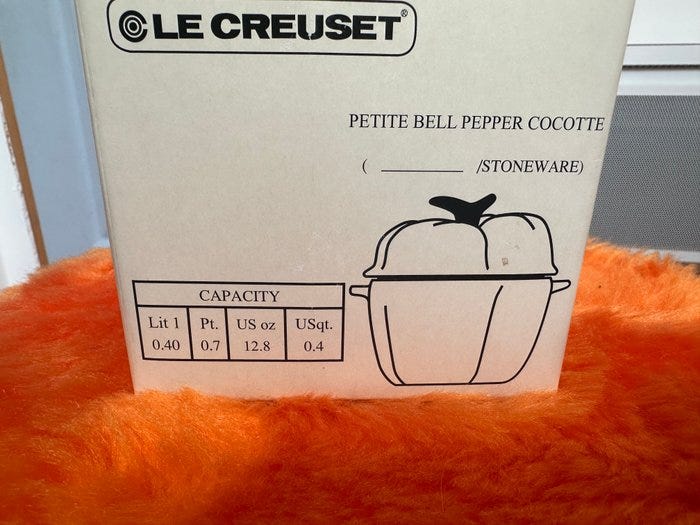 LE CREUSET®
PETITE BELL PEPPER COCOTTE
( ________ /STONEWARE)
CAPACITY
Lit 1 Pt. US oz USqt.
0.40 0.7 12.8 0.4